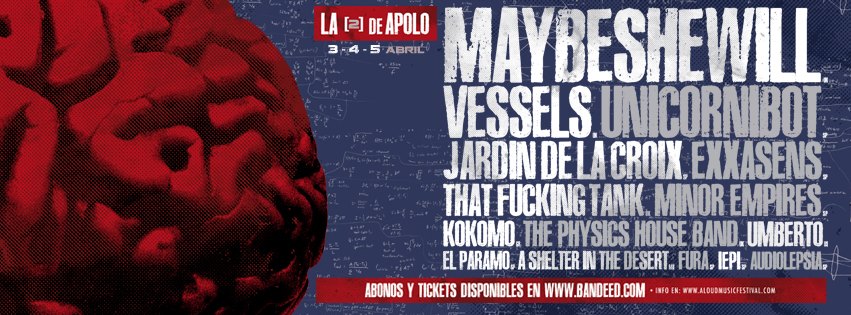 LA [2] DE APOLO
3-4-5 ABRIL
MAYBESHEWILL.
VESSELS. UNICORNIBOT.
JARDIN DE LA CROIX. EXXASENS.
THAT FUCKING TANK. MINOR EMPIRES.
KOKOMO. THE PHYSICS HOUSE BAND. UMBERTO.
EL PARAMO. A SHELTER IN THE DESERT. FURA. IEPI. AUDIOLEPSIA.
ABONOS Y TICKETS DISPONIBLES EN WWW.BANDEED.COM • INFO EN: WWW.ALOUDMUSICFESTIVAL.COM